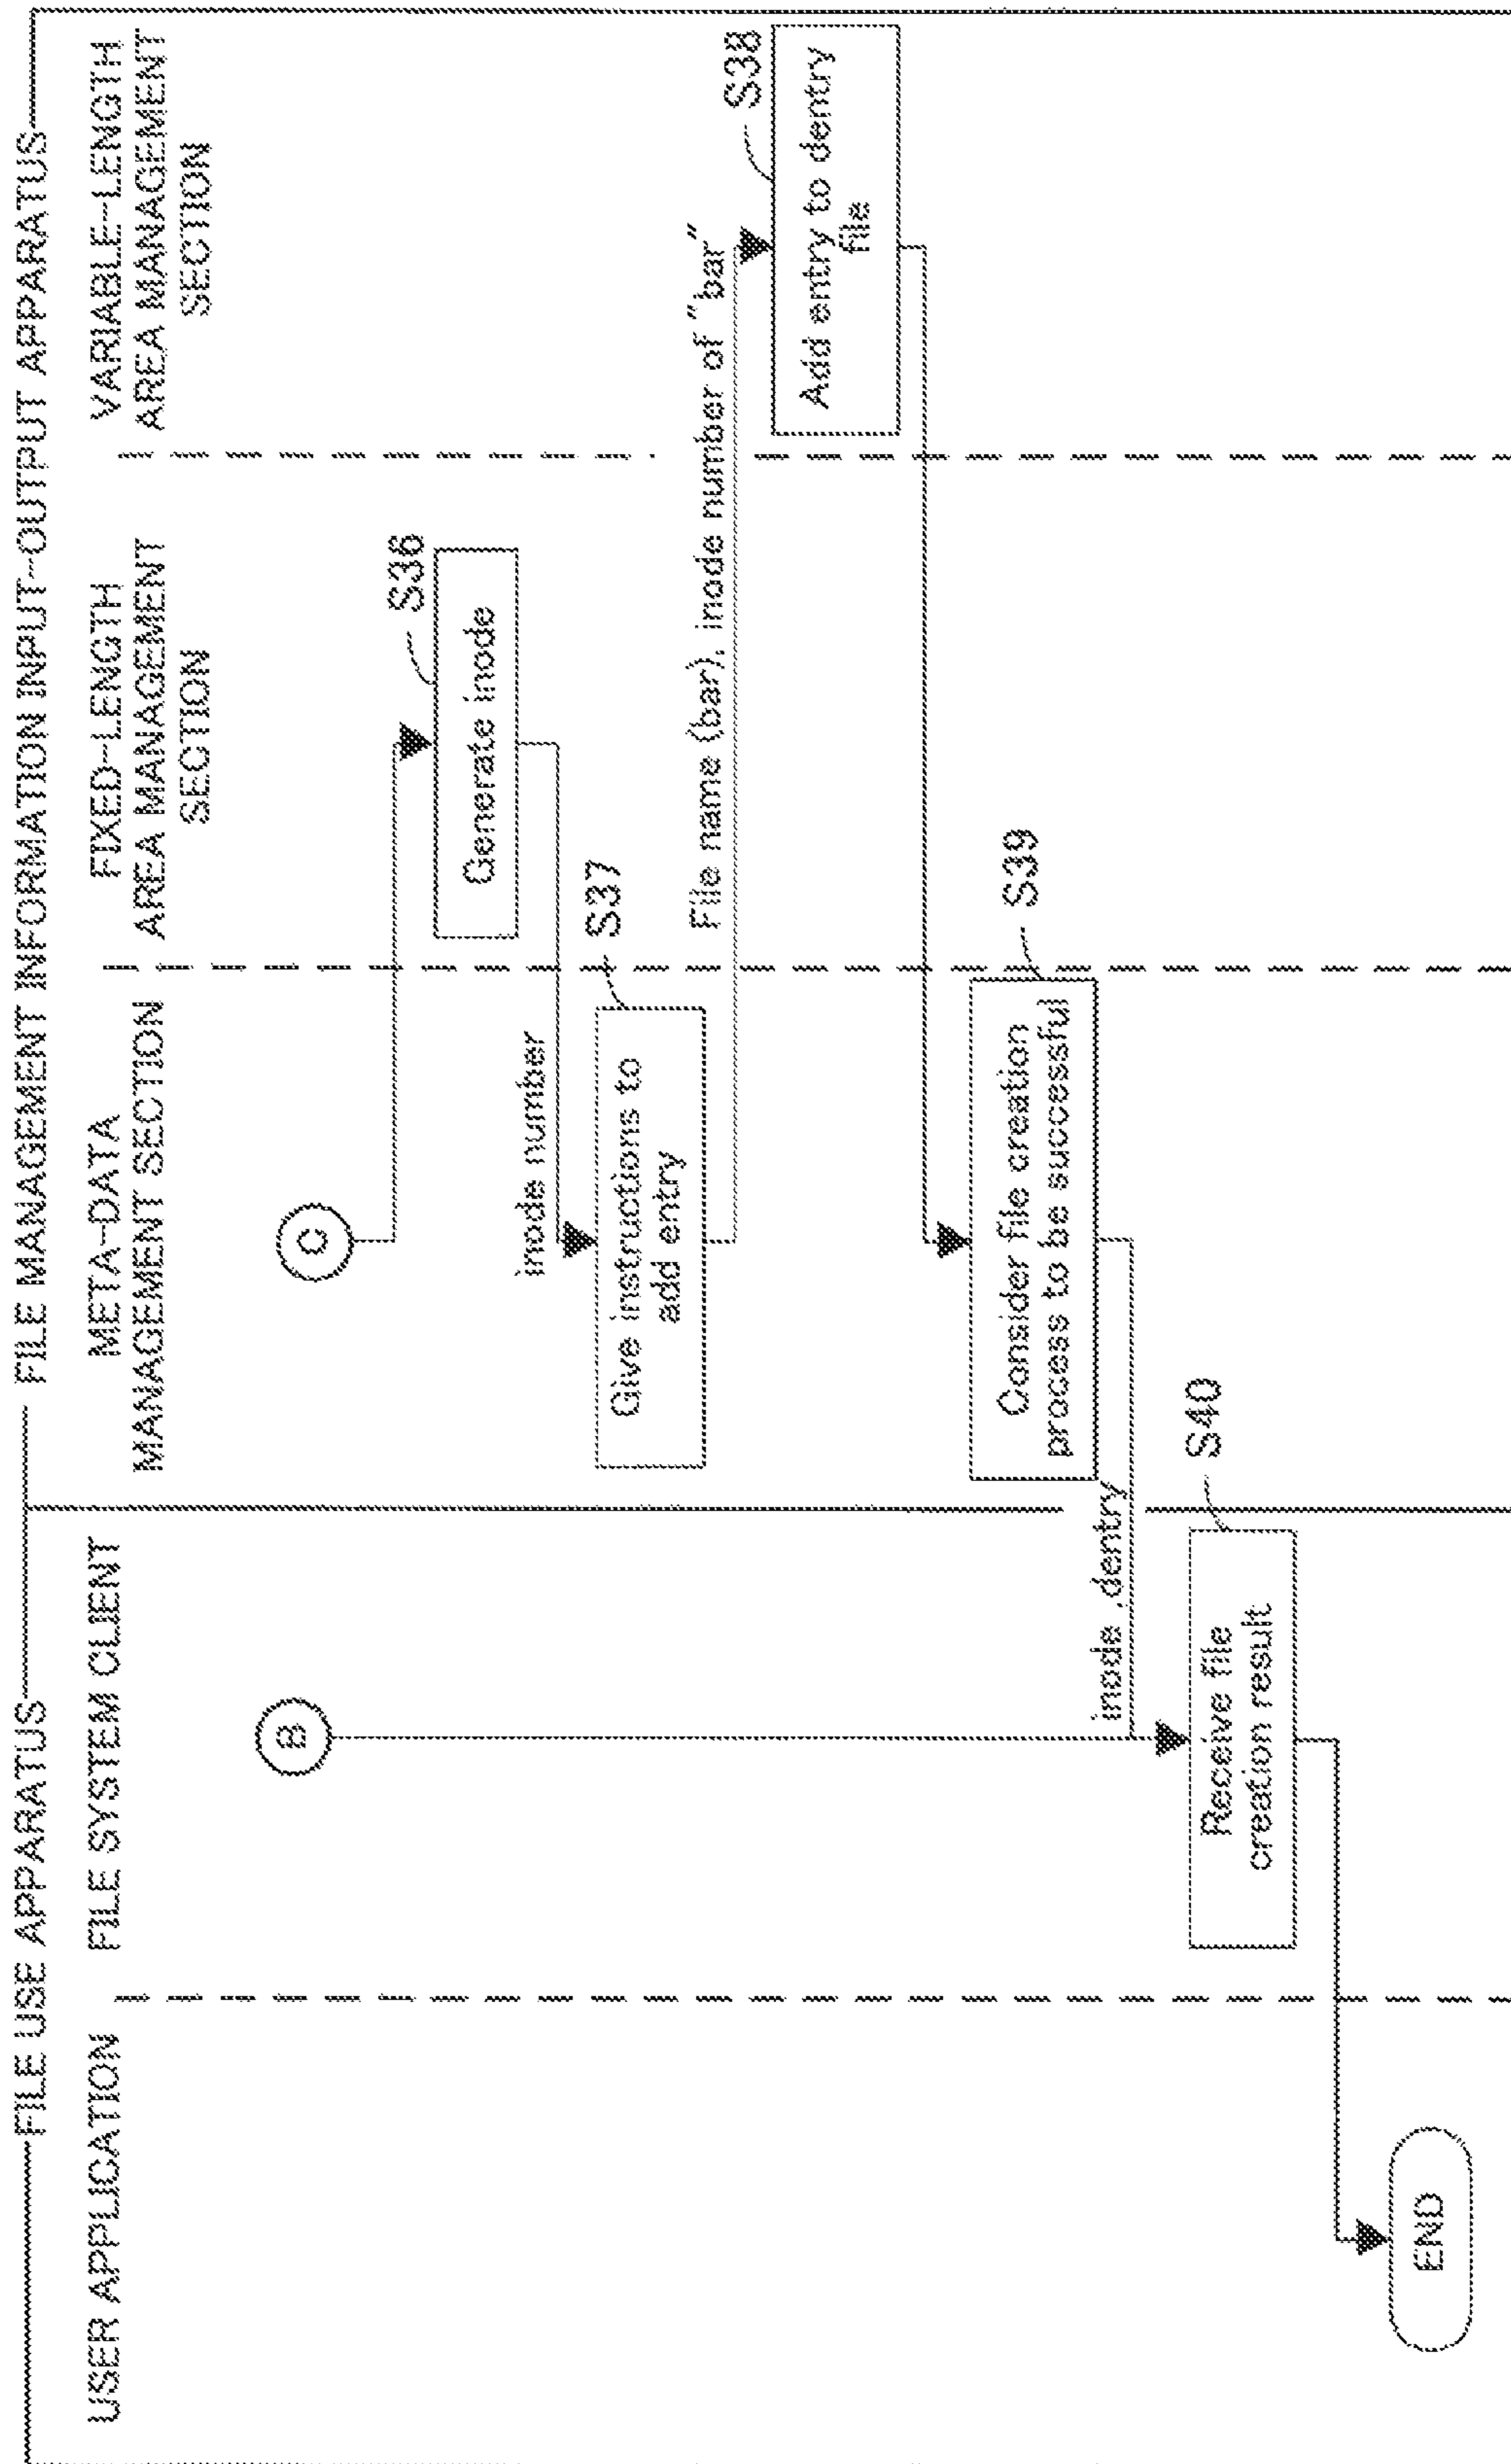 FILE USE APPARATUS
FILE MANAGEMENT INFORMATION INPUT-OUTPUT APPARATUS
USER APPLICATION
FILE SYSTEM CLIENT
META-DATA
MANAGEMENT SECTION
FIXED-LENGTH
AREA MANAGEMENT
SECTION
VARIABLE-LENGTH
AREA MANAGEMENT
SECTION
B
C
S36
Generate inode
inode number
S37
Give instructions to
add entry
File name (bar), inode number of "bar"
S38
Add entry to dentry
file
S39
Consider file creation
process to be successful
inode ,dentry
S40
Receive file
creation result
END